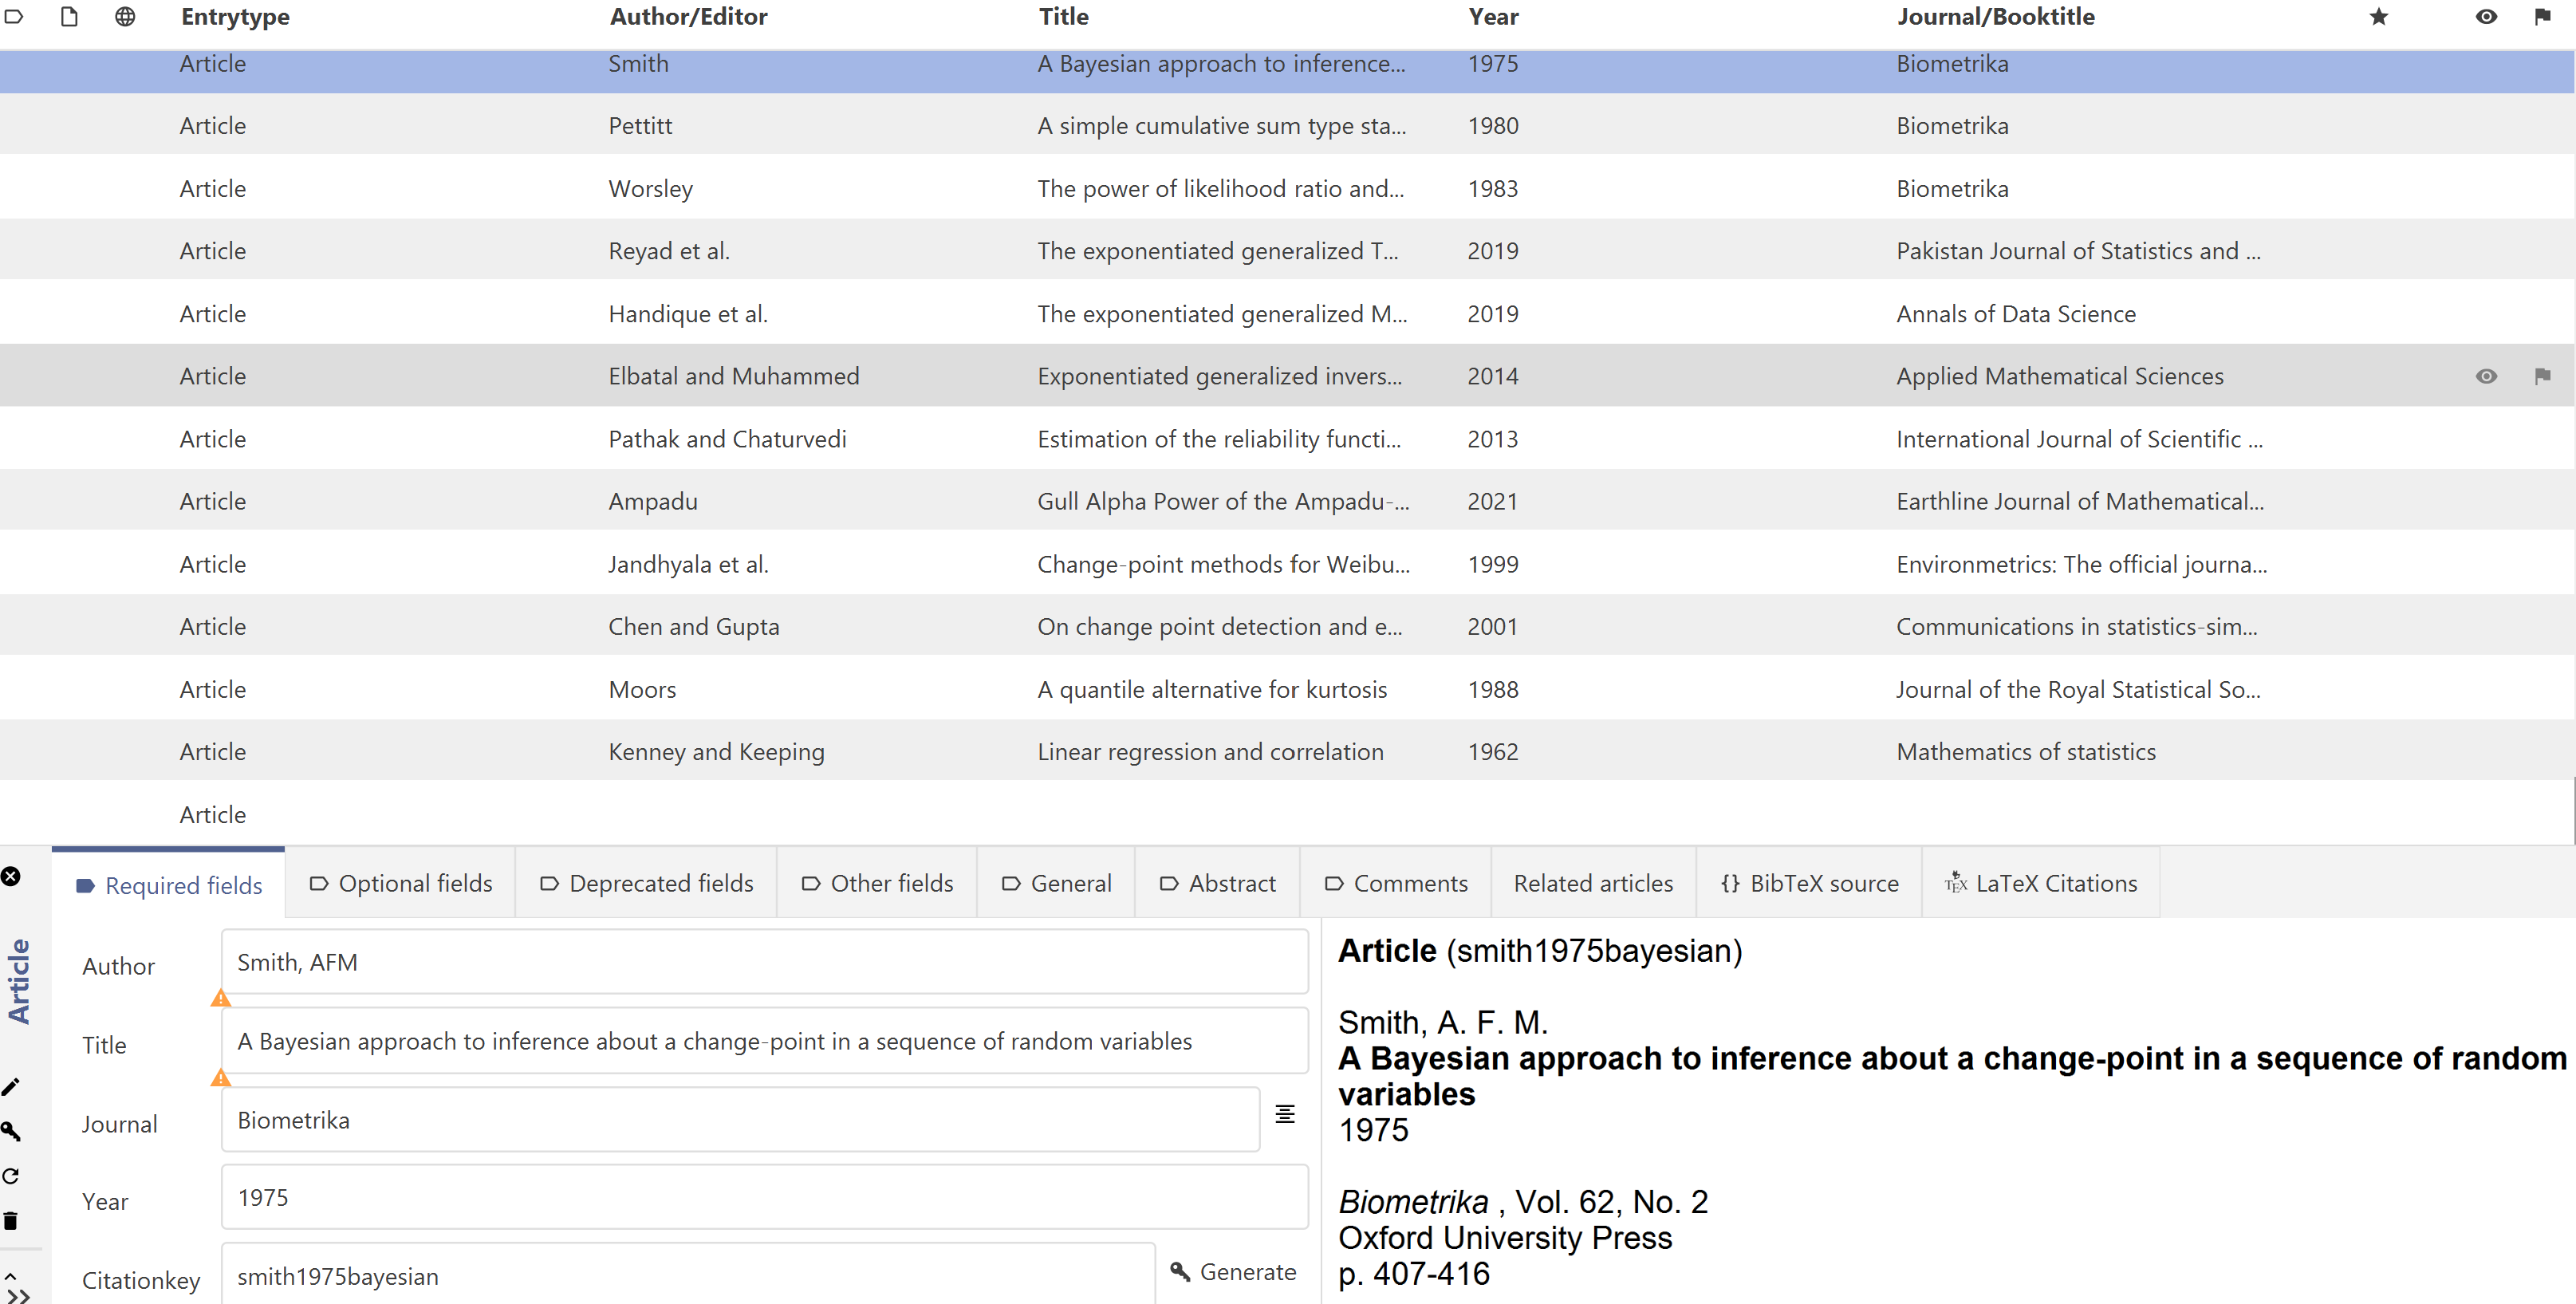 Entrytype Author/Editor Title Year Journal/Booktitle
Article Smith A Bayesian approach to inference... 1975 Biometrika
Article Pettitt A simple cumulative sum type sta... 1980 Biometrika
Article Worsley The power of likelihood ratio and... 1983 Biometrika
Article Reyad et al. The exponentiated generalized T... 2019 Pakistan Journal of Statistics and ...
Article Handique et al. The exponentiated generalized M... 2019 Annals of Data Science
Article Elbatal and Muhammed Exponentiated generalized invers... 2014 Applied Mathematical Sciences
Article Pathak and Chaturvedi Estimation of the reliability functi... 2013 International Journal of Scientific ...
Article Ampadu Gull Alpha Power of the Ampadu-... 2021 Earthline Journal of Mathematical...
Article Jandhyala et al. Change-point methods for Weibu... 1999 Environmetrics: The official journa...
Article Chen and Gupta On change point detection and e... 2001 Communications in statistics-sim...
Article Moors A quantile alternative for kurtosis 1988 Journal of the Royal Statistical So...
Article Kenney and Keeping Linear regression and correlation 1962 Mathematics of statistics
Article
Required fields Optional fields Deprecated fields Other fields General Abstract Comments Related articles {} BibTeX source TEX LaTeX Citations
Article
Author Smith, AFM
Title A Bayesian approach to inference about a change-point in a sequence of random variables
Journal Biometrika
Year 1975
Citationkey smith1975bayesian Generate
Article (smith1975bayesian)
Smith, A. F. M.
A Bayesian approach to inference about a change-point in a sequence of random
variables
1975
Biometrika , Vol. 62, No. 2
Oxford University Press
p. 407-416